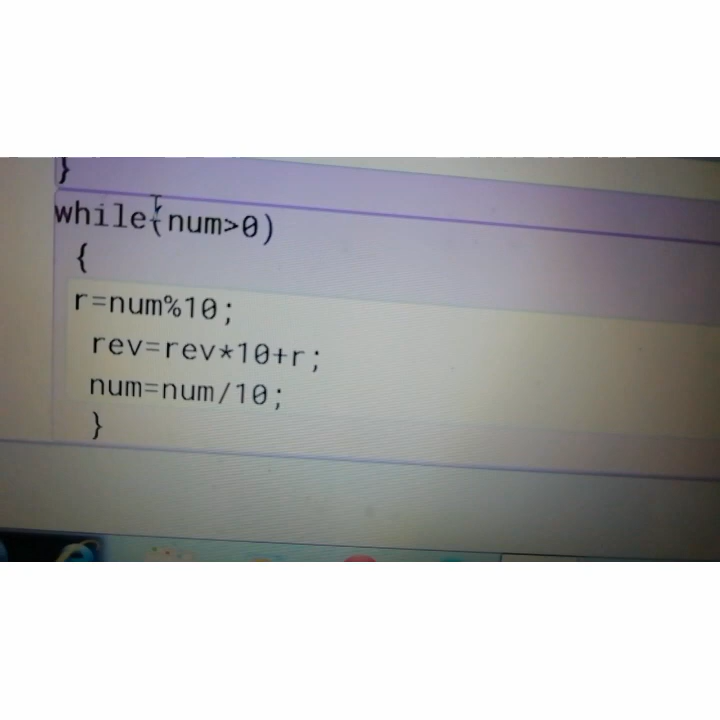 }
while(num>0)
{
r=num%10;
rev=rev*10+r;
num=num/10;
}